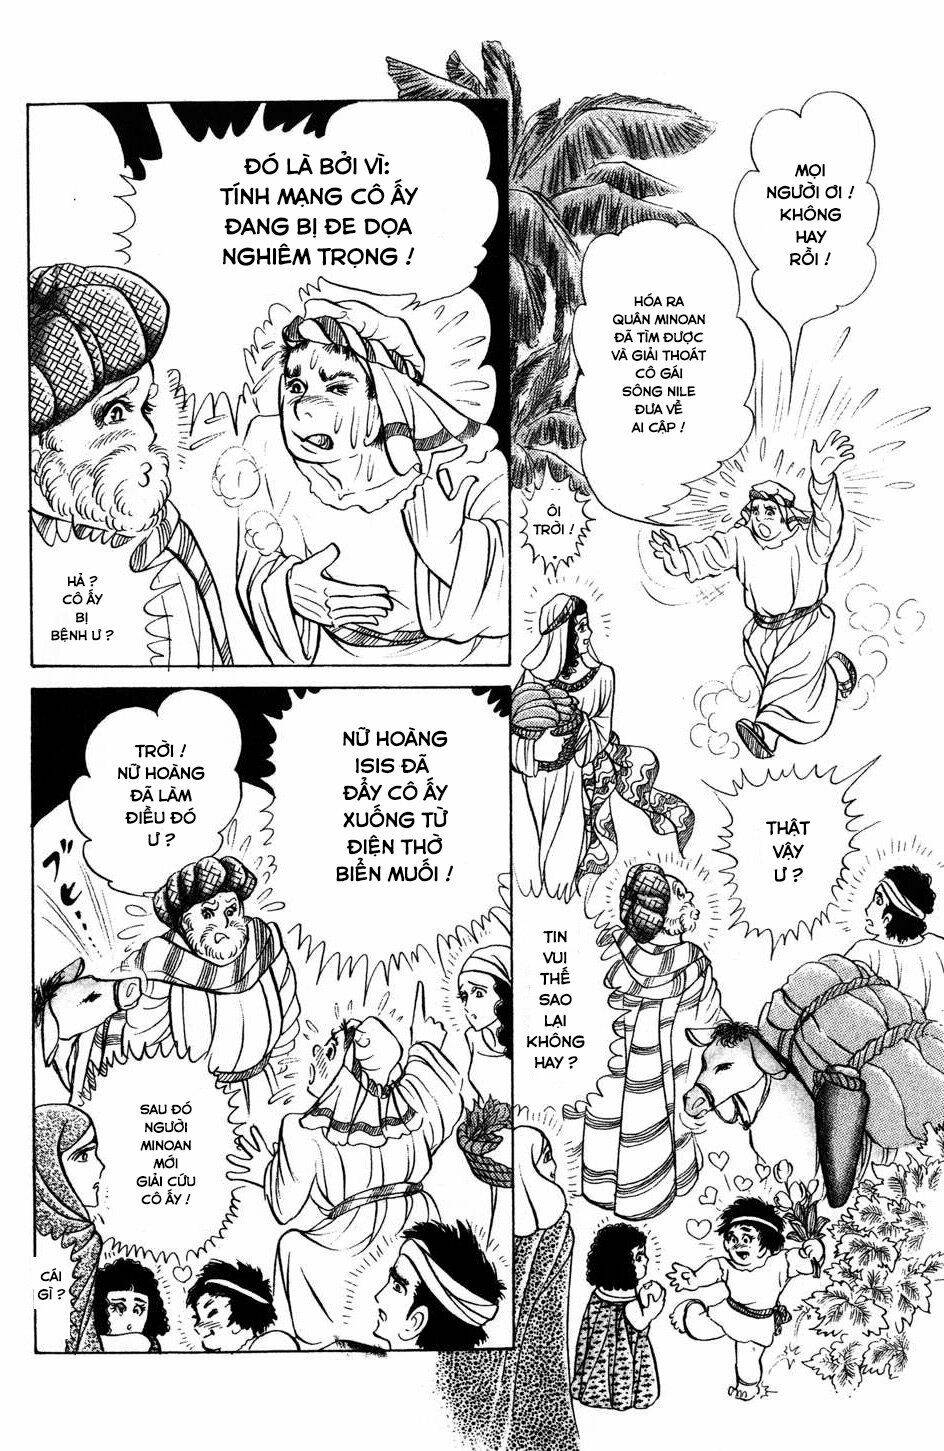 MỌI
NGƯỜI ƠI !
KHÔNG
HAY
RỒI !
HÓA RA
QUÂN MINOAN
ĐÃ TÌM ĐƯỢC
VÀ GIẢI THOÁT
CÔ GÁI
SÔNG NILE
ĐƯA VỀ
AI CẬP !
ÔI
TRỜI !
THẬT
VẬY
Ư ?
TIN
VUI
THẾ
SAO
LẠI
KHÔNG
HAY ?
ĐÓ LÀ BỞI VÌ:
TÍNH MẠNG CÔ ẤY
ĐANG BỊ ĐE DỌA
NGHIÊM TRỌNG !
HẢ ?
CÔ ẤY
BỊ
BỆNH Ư ?
NỮ HOÀNG
ISIS ĐÃ
ĐẨY CÔ ẤY
XUỐNG TỪ
ĐIỆN THỜ
BIỂN MUỐI !
TRỜI !
NỮ HOÀNG
ĐÃ LÀM
ĐIỀU ĐÓ
Ư ?
SAU ĐÓ
NGƯỜI
MINOAN
MỚI
GIẢI CỨU
CÔ ẤY !
CÁI
GÌ ?